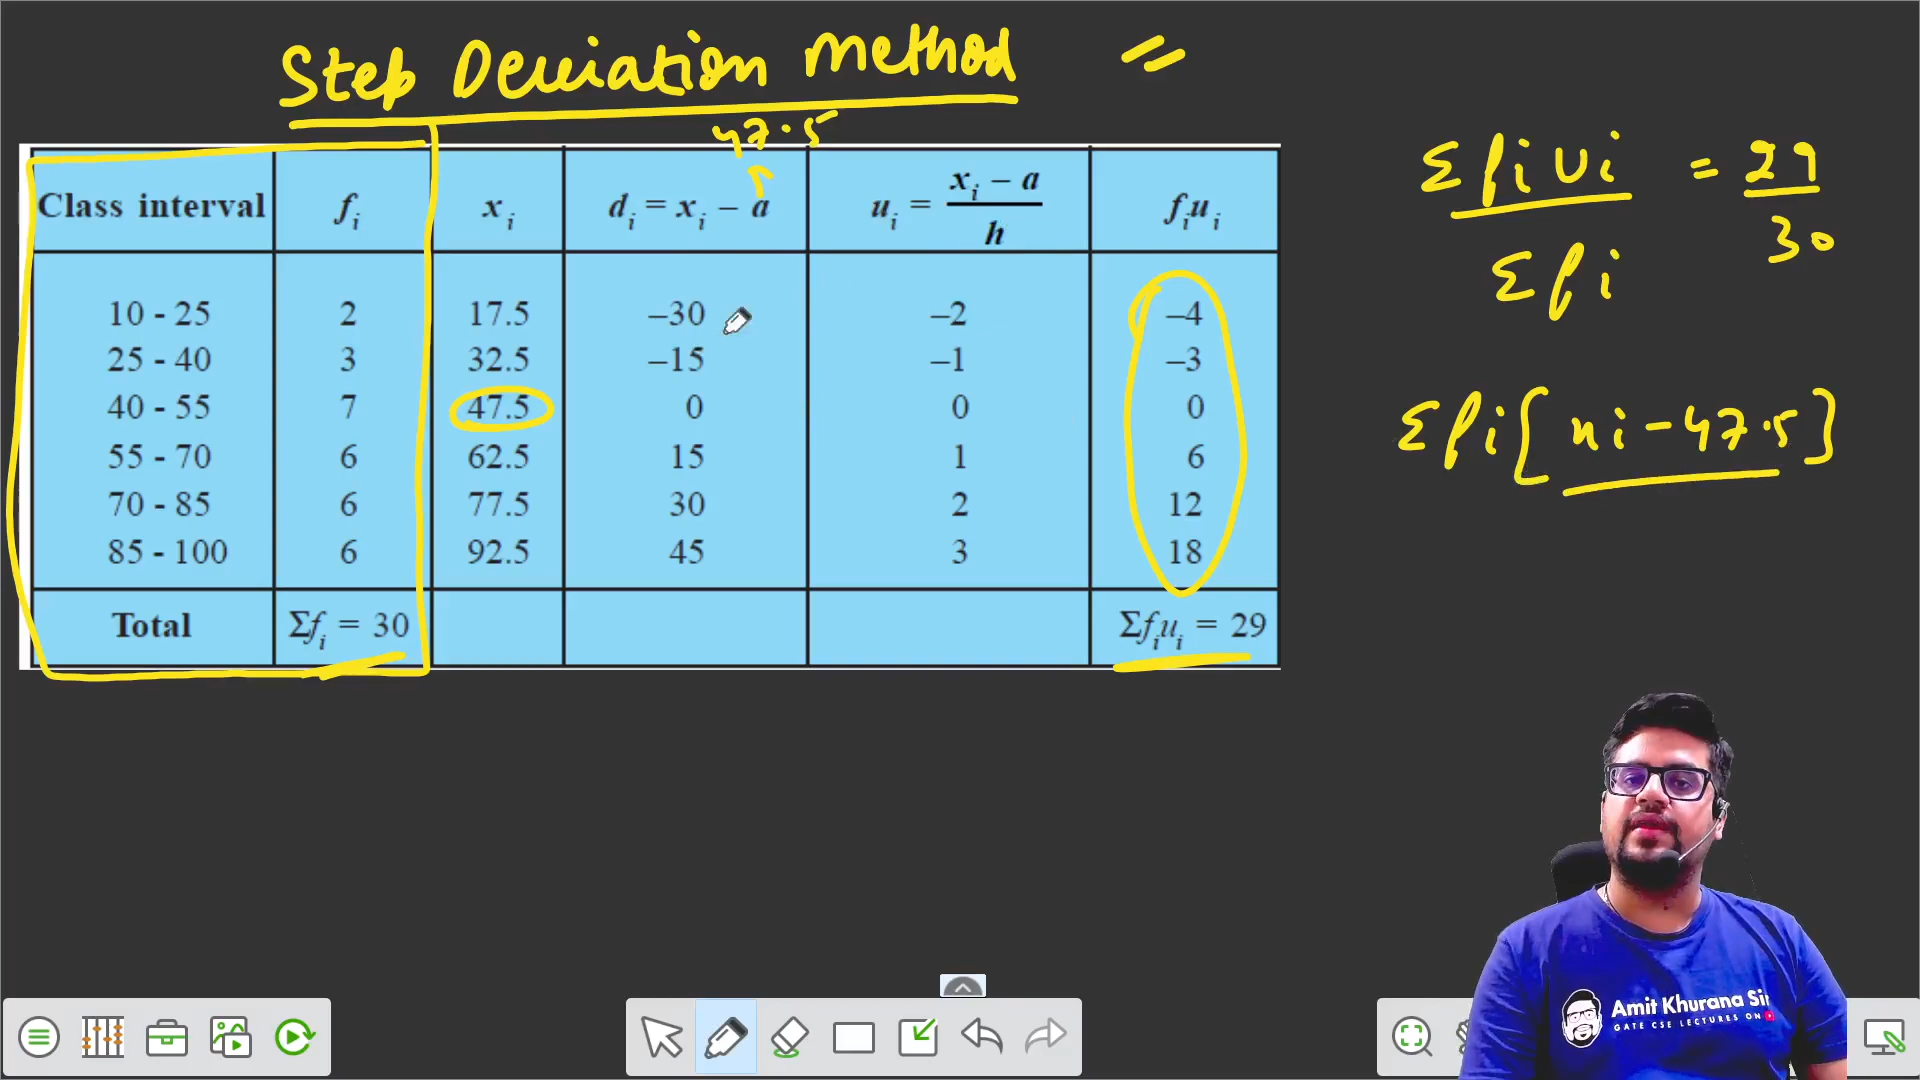 Step Deviation Method =
47.5
Class interval fi xi di = xi – a ui = xi – a / h fiui
10 - 25 2 17.5 –30 –2 –4
25 - 40 3 32.5 –15 –1 –3
40 - 55 7 47.5 0 0 0
55 - 70 6 62.5 15 1 6
70 - 85 6 77.5 30 2 12
85 - 100 6 92.5 45 3 18
Total Σfi = 30 Σfiui = 29
Σfiui / Σfi = 29 / 30
Σfi[xi - 47.5]
Amit Khurana Sir
GATE CSE LECTURES ON